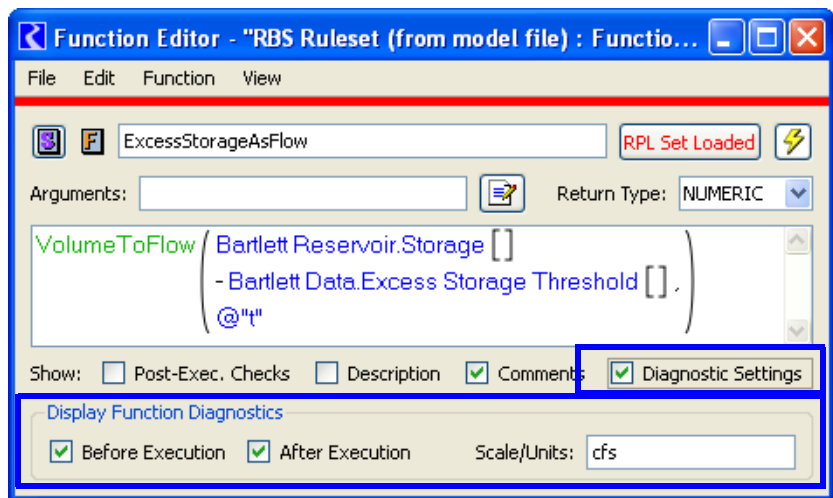 Function Editor - "RBS Ruleset (from model file) : Functio...
File Edit Function View
S F ExcessStorageAsFlow RPL Set Loaded
Arguments: Return Type: NUMERIC
VolumeToFlow ( Bartlett Reservoir.Storage []
- Bartlett Data.Excess Storage Threshold [] ,
@"t" )
Show: Post-Exec. Checks Description Comments Diagnostic Settings
Display Function Diagnostics
Before Execution After Execution Scale/Units: cfs